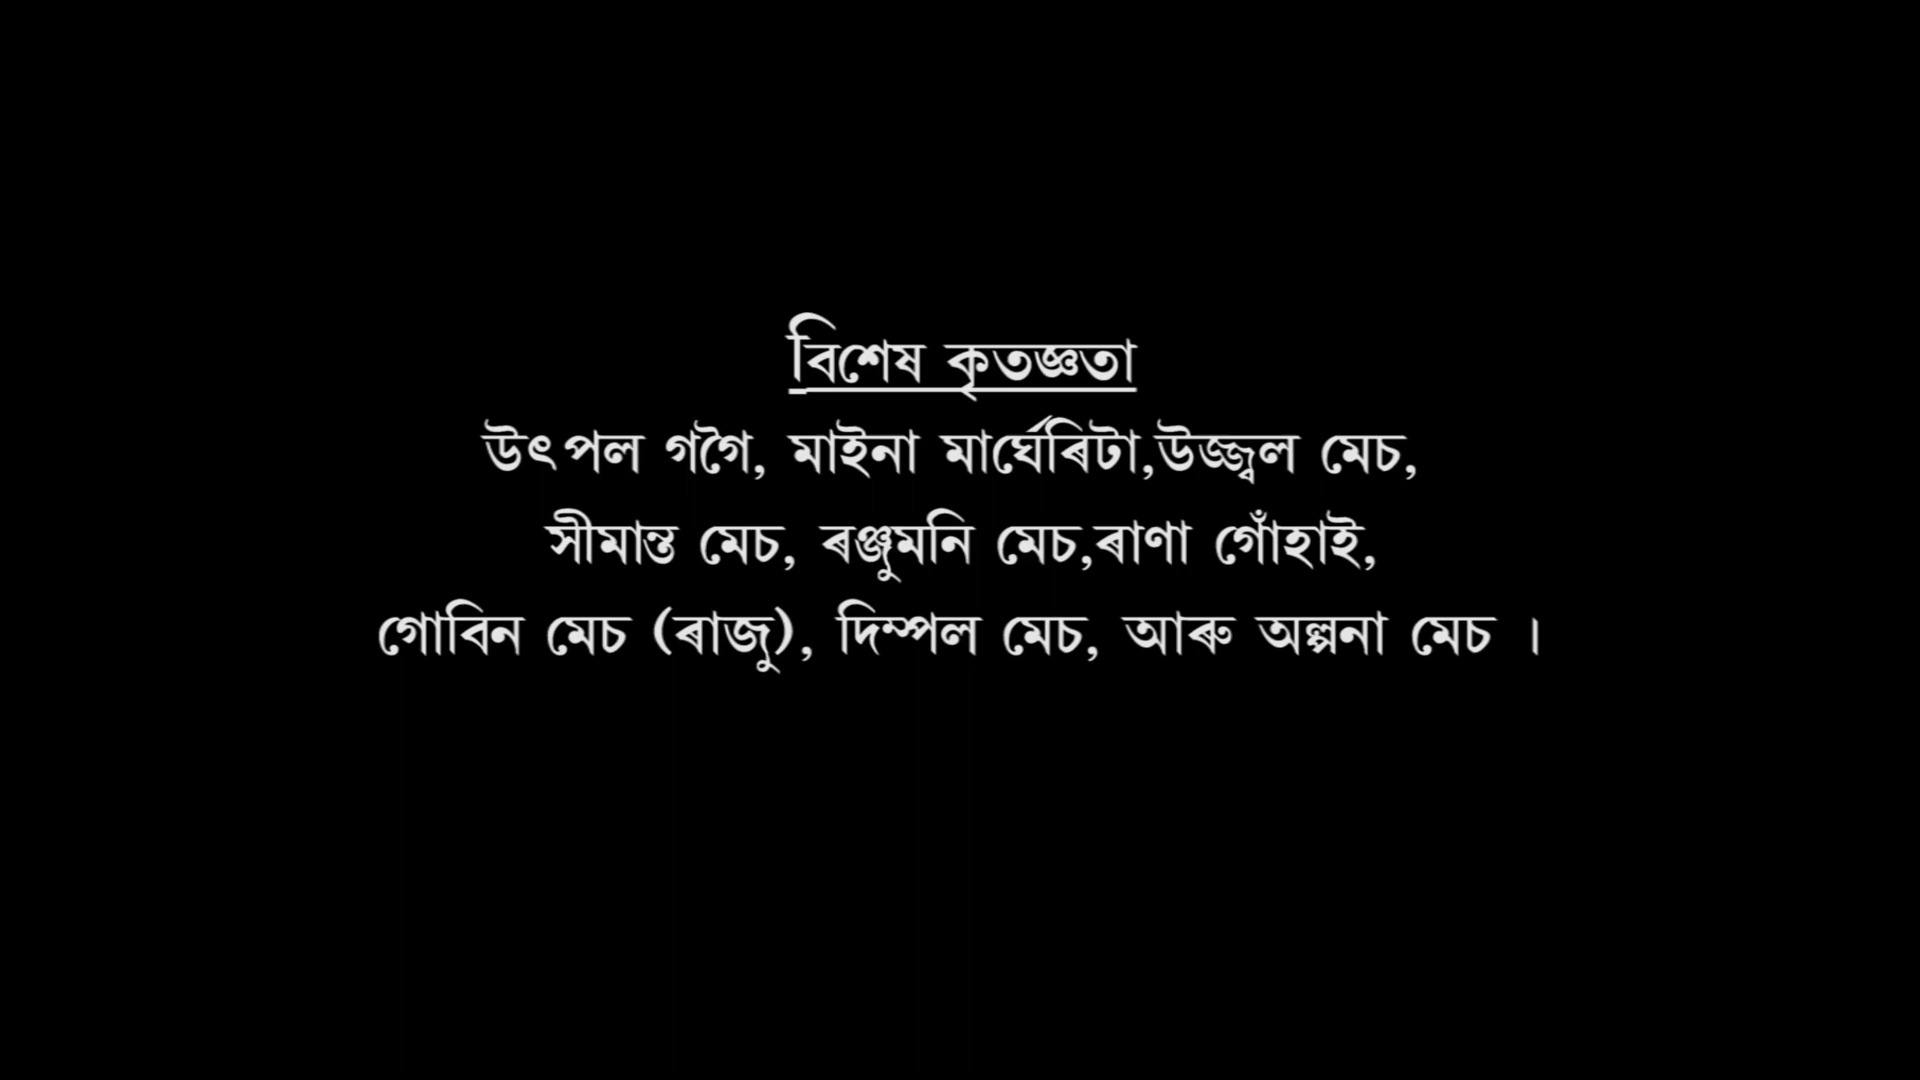 বিশেষ কৃতজ্ঞতা
উৎপল গগৈ, মাইনা মাৰ্ঘেৰিটা,উজ্জ্বল মেচ,
সীমান্ত মেচ, ৰঞ্জুমনি মেচ,ৰাণা গোঁহাই,
গোবিন মেচ (ৰাজু), দিম্পল মেচ, আৰু অল্পনা মেচ ।